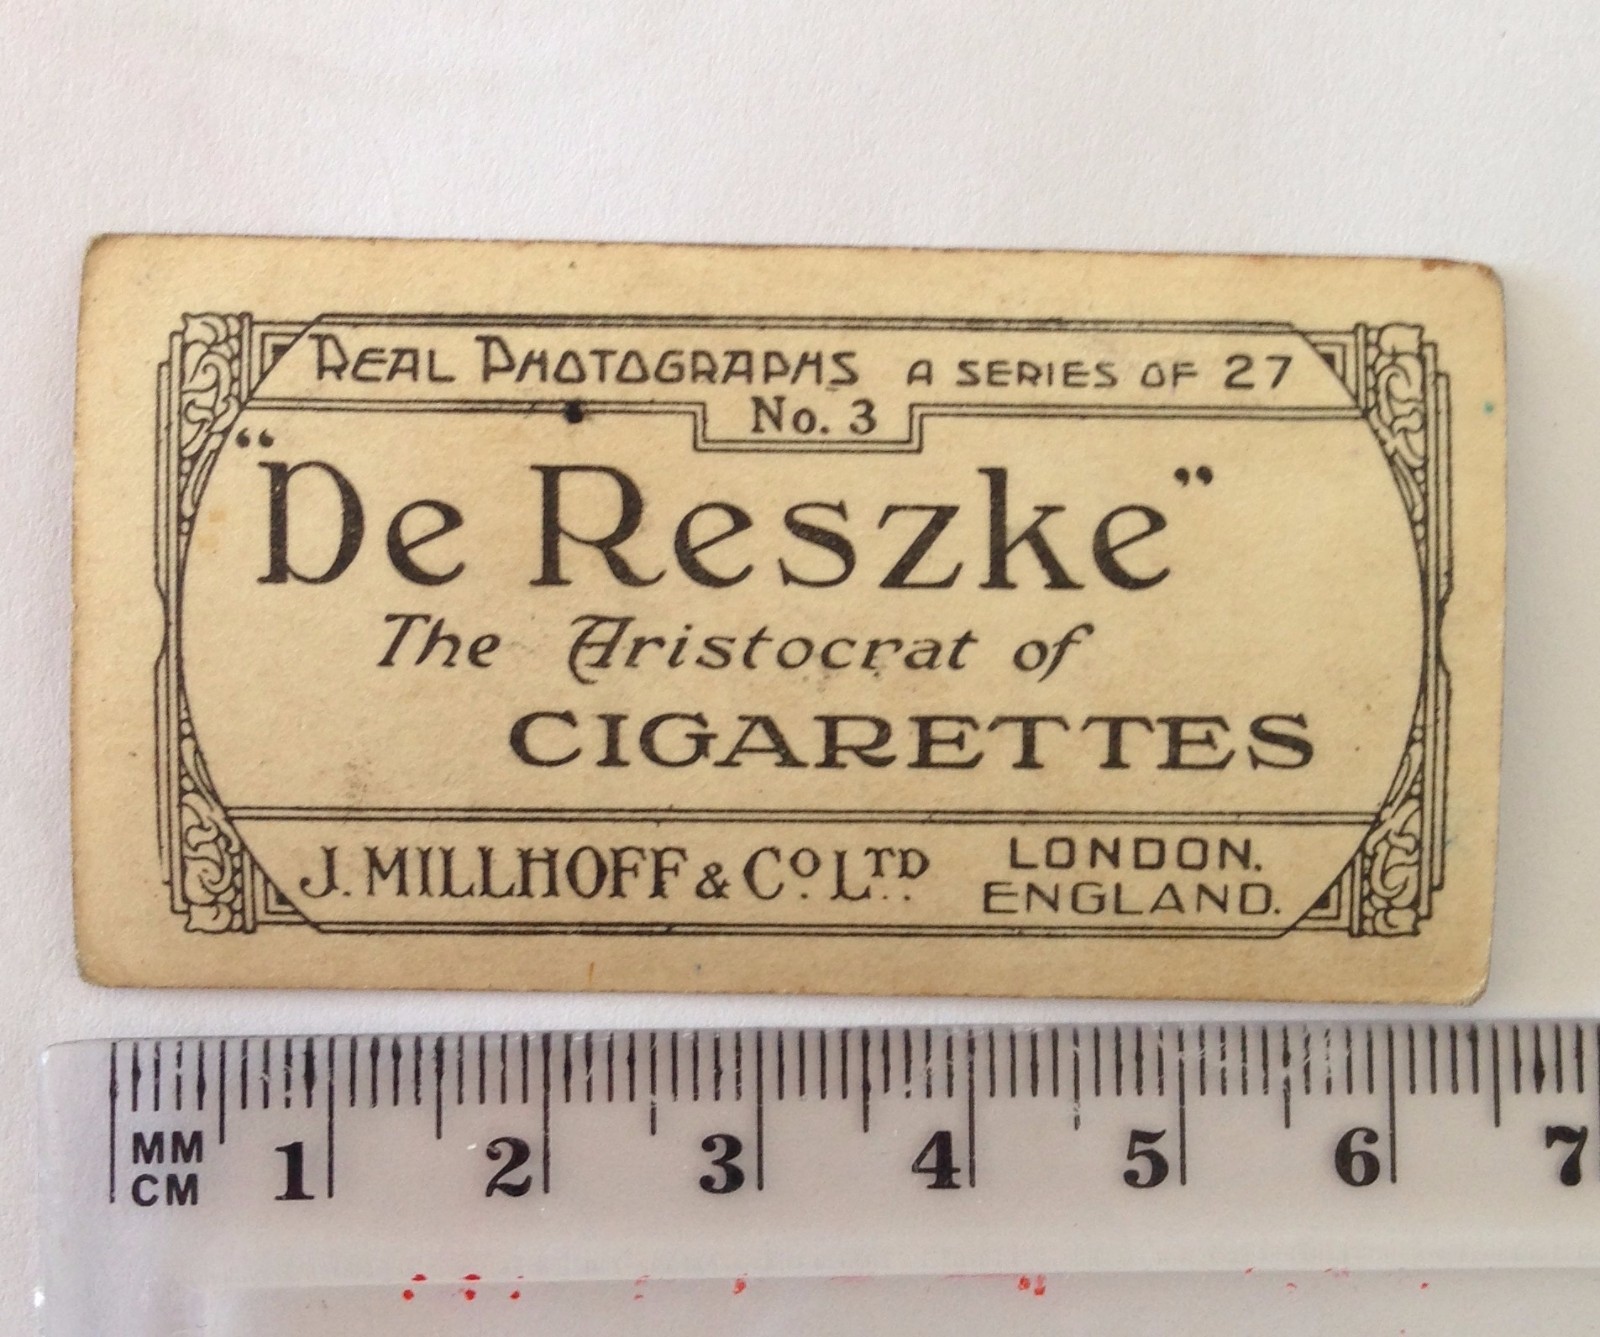 REAL PHOTOGRAPHS A SERIES OF 27
No. 3
"De Reszke"
The Aristocrat of
CIGARETTES
J. MILLHOFF & Co. LTD.
LONDON.
ENGLAND.
MM
CM
1 2 3 4 5 6 7